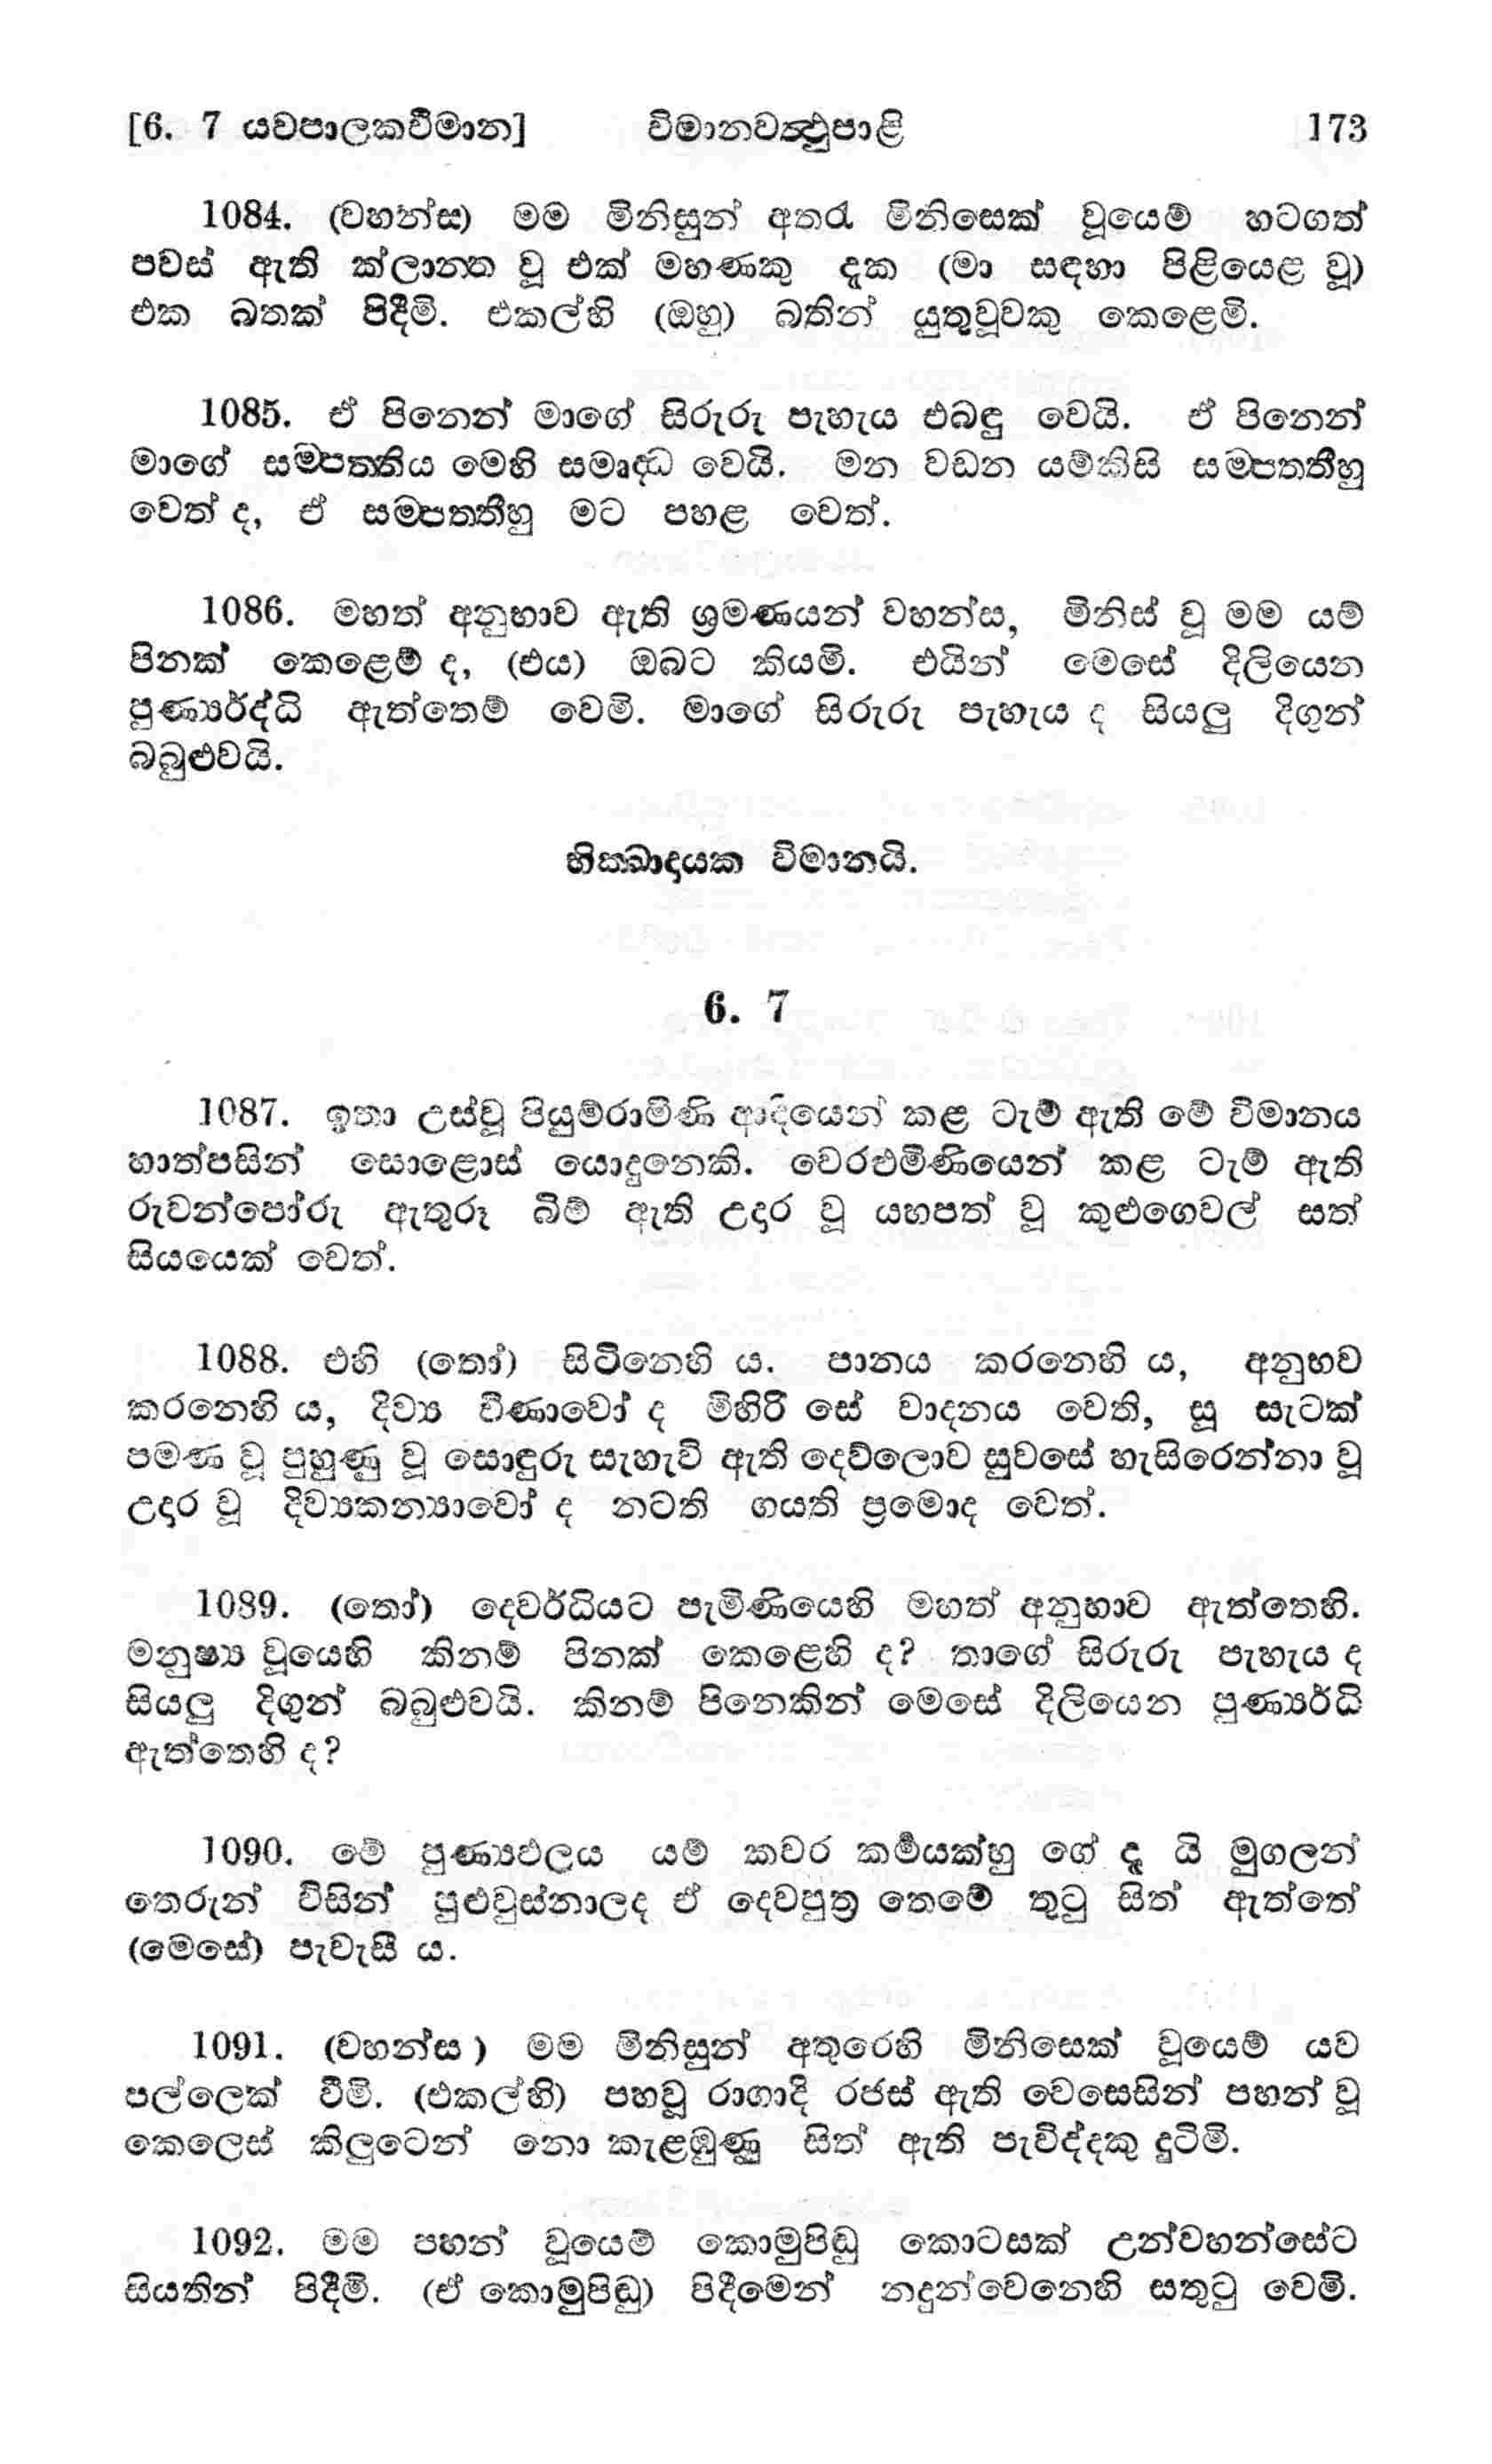 [6. 7 යවපාලකවිමාන] විමානවත්‍ථුපාළි 173
1084. (වහන්ස) මම මිනිසුන් අතරැ මිනිසෙක් වූයෙම් හටගත්
පවස් ඇති ක්ලාන්ත වූ එක් මහණකු දැක (මා සඳහා පිළියෙළ වූ)
එක බතක් පිදීමි. එකල්හි (ඔහු) බතින් යුතුවූවකු කෙළෙමි.
1085. ඒ පිනෙන් මාගේ සිරුරු පැහැය එබඳු වෙයි. ඒ පිනෙන්
මාගේ සම්පත්තිය මෙහි සමෘද්ධ වෙයි. මන වඩන යම්කිසි සම්පත්තීහු
වෙත් ද, ඒ සම්පත්තීහු මට පහළ වෙත්.
1086. මහත් අනුභාව ඇති ශ්‍රමණයන් වහන්ස, මිනිස් වූ මම යම්
පිනක් කෙළෙම් ද, (එය) ඔබට කියමි. එයින් මෙසේ දිලියෙන
පුණ්‍යර්ද්ධි ඇත්තෙම් වෙමි. මාගේ සිරුරු පැහැය ද සියලු දිගුන්
බබුළුවයි.
භික්ඛාදායක විමානයි.
6. 7
1087. ඉතා උස්වූ පියුම්රාමිණි ආදියෙන් කළ ටැම් ඇති මේ විමානය
හාත්පසින් සොළොස් යොදුනෙකි. වෙරළුමිණියෙන් කළ ටැම් ඇති
රුවන්පෝරු ඇතුරූ බිම් ඇති උදාර වූ යහපත් වූ කුළුගෙවල් සත්
සියයෙක් වෙත්.
1088. එහි (තෝ) සිටිනෙහි ය. පානය කරනෙහි ය, අනුභව
කරනෙහි ය, දිව්‍ය වීණාවෝ ද මිහිරි සේ වාදනය වෙති, සූ සැටක්
පමණ වූ පුහුණු වූ සොඳුරු සැහැවි ඇති දෙව්ලොව සුවසේ හැසිරෙන්නා වූ
උදාර වූ දිව්‍යකන්‍යාවෝ ද නටති ගයති ප්‍රමොද වෙත්.
1089. (තෝ) දෙවර්ධියට පැමිණියෙහි මහත් අනුභාව ඇත්තෙහි.
මනුෂ්‍ය වූයෙහි කිනම් පිනක් කෙළෙහි ද? තාගේ සිරුරු පැහැය ද
සියලු දිගුන් බබුළුවයි. කිනම් පිනෙකින් මෙසේ දිලියෙන පුණ්‍යර්ධි
ඇත්තෙහි ද?
1090. මේ පුණ්‍යඵලය යම් කවර කර්‍මයක්හු ගේ දැ යි මුගලන්
තෙරුන් විසින් පුළුවුස්නාලද ඒ දෙවපුත්‍ර තෙමේ තුටු සිත් ඇත්තේ
(මෙසේ) පැවැසී ය.
1091. (වහන්ස ) මම මිනිසුන් අතුරෙහි මිනිසෙක් වූයෙම් යව
පල්ලෙක් වීමි. (එකල්හි) පහවූ රාගාදි රජස් ඇති වෙසෙසින් පහන් වූ
කෙලෙස් කිලුටෙන් නො කැළඹුණු සිත් ඇති පැවිද්දකු දුටිමි.
1092. මම පහන් වූයෙම් කොමුපිඬු කොටසක් උන්වහන්සේට
සියතින් පිදීමි. (ඒ කොමුපිඬු) පිදීමෙන් නඳුන්වෙනෙහි සතුටු වෙමි.